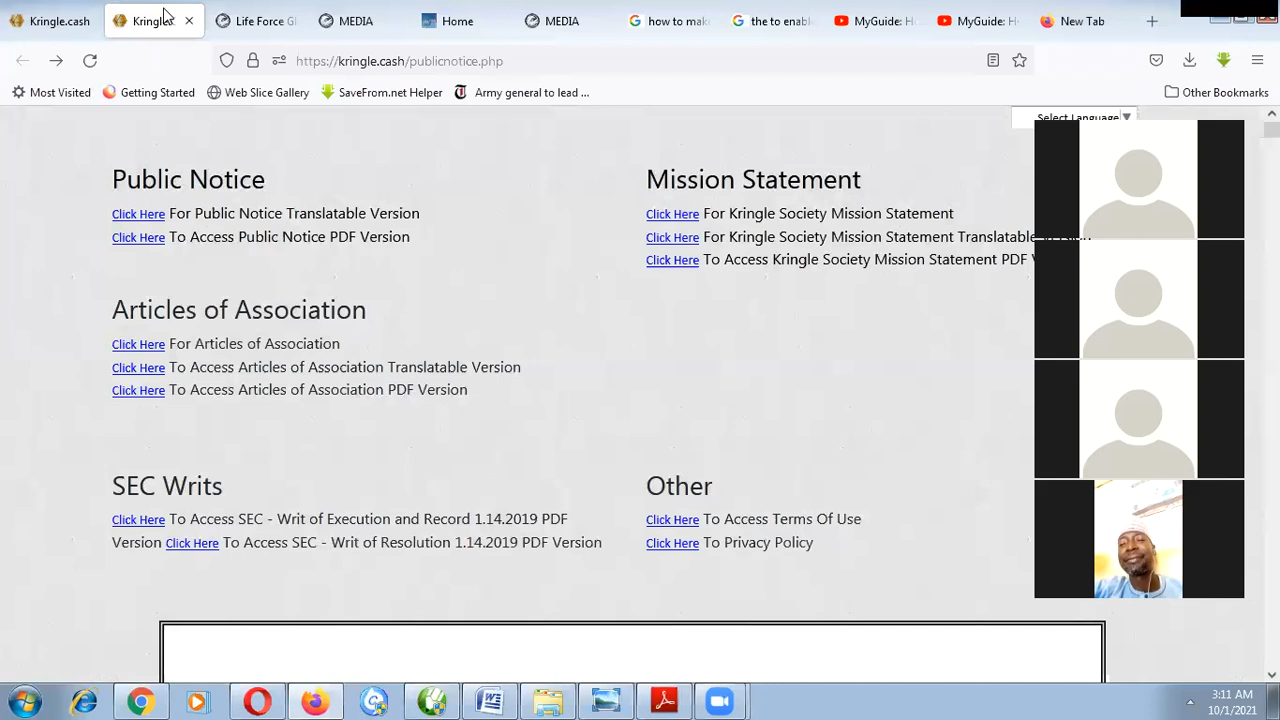 Kringle.cash
Kringle
Life Force Gi
MEDIA
Home
MEDIA
how to mak
the to enabl
MyGuide: Ho
MyGuide: H
New Tab
https://kringle.cash/publicnotice.php
Most Visited
Getting Started
Web Slice Gallery
SaveFrom.net Helper
Army general to lead ...
Other Bookmarks
Select Language
Public Notice
Click Here For Public Notice Translatable Version
Click Here To Access Public Notice PDF Version
Mission Statement
Click Here For Kringle Society Mission Statement
Click Here For Kringle Society Mission Statement Translatable Version
Click Here To Access Kringle Society Mission Statement PDF V
Articles of Association
Click Here For Articles of Association
Click Here To Access Articles of Association Translatable Version
Click Here To Access Articles of Association PDF Version
SEC Writs
Click Here To Access SEC - Writ of Execution and Record 1.14.2019 PDF
Version Click Here To Access SEC - Writ of Resolution 1.14.2019 PDF Version
Other
Click Here To Access Terms Of Use
Click Here To Privacy Policy
3:11 AM
10/1/2021